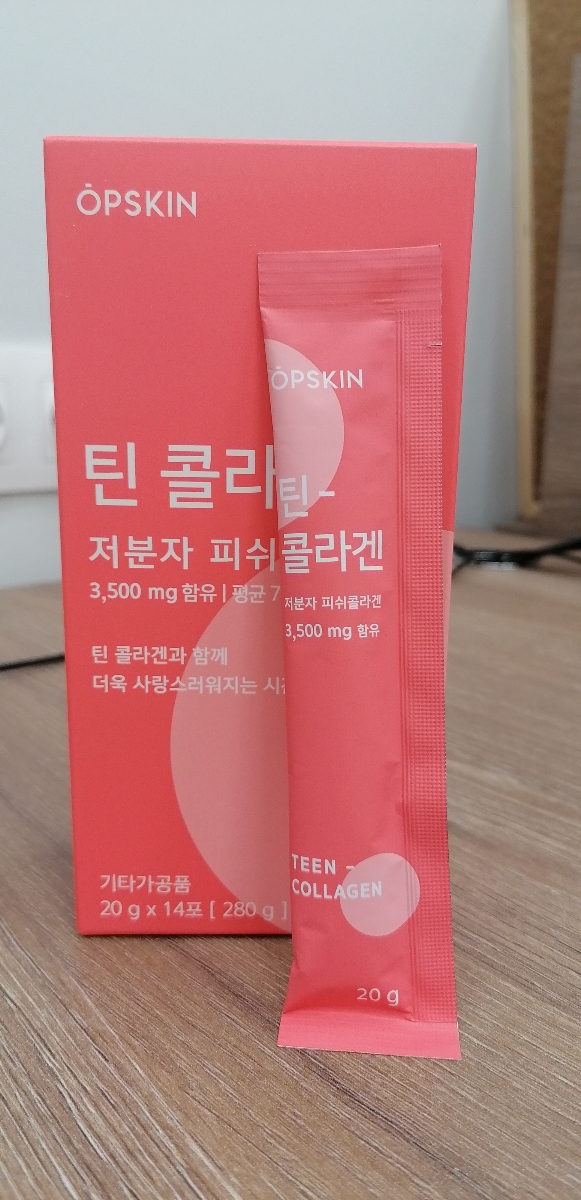 ÖPSKIN
틴 콜라
저분자 피쉬
3,500 mg 함유 | 평균 7
틴 콜라겐과 함께
더욱 사랑스러워지는
기타가공품
20 g x 14포 [ 280 g ]
ÖPSKIN
틴-
콜라겐
저분자 피쉬콜라겐
3,500 mg 함유
TEEN -
COLLAGEN
20 g